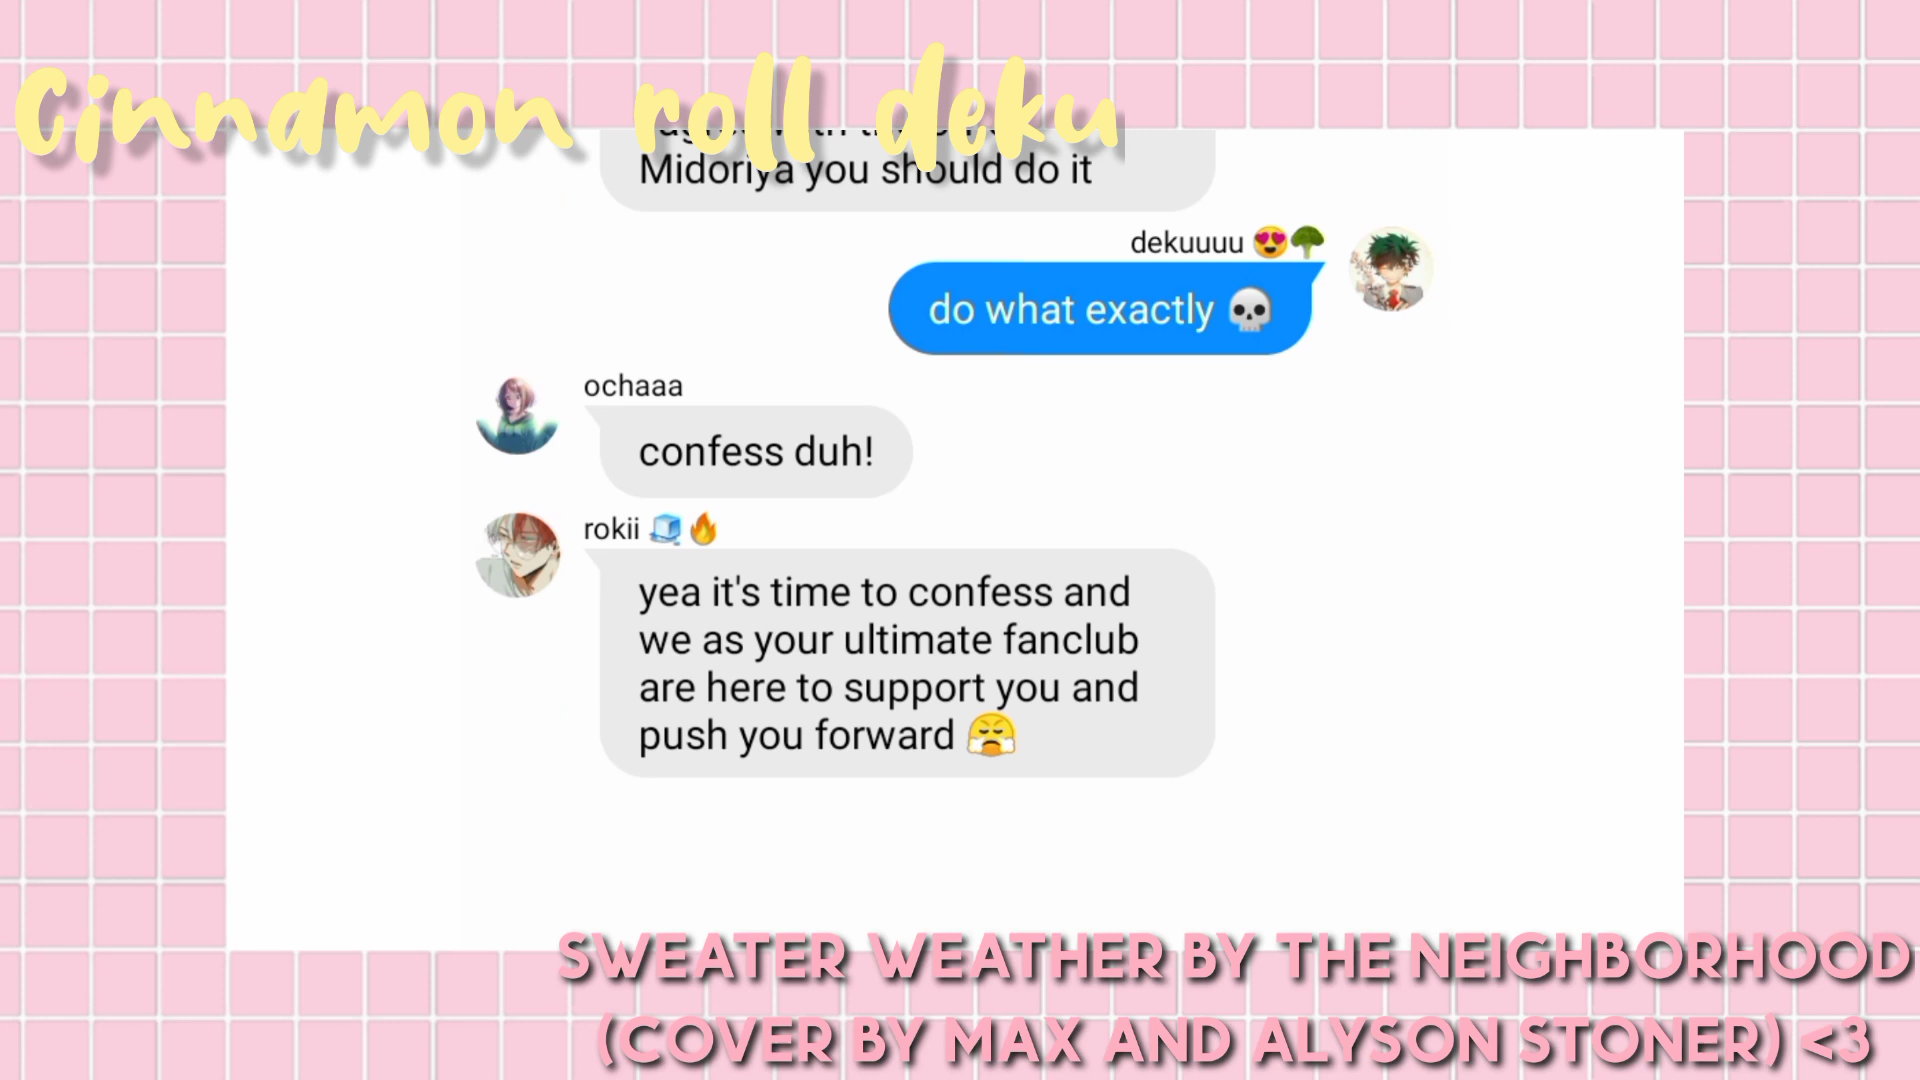 Cinnamon roll deku
Midoriya you should do it
dekuuuu 😍🥦
do what exactly 💀
ochaaa
confess duh!
rokii 🧊🔥
yea it's time to confess and
we as your ultimate fanclub
are here to support you and
push you forward 😤
SWEATER WEATHER BY THE NEIGHBORHOOD
(COVER BY MAX AND ALYSON STONER) <3